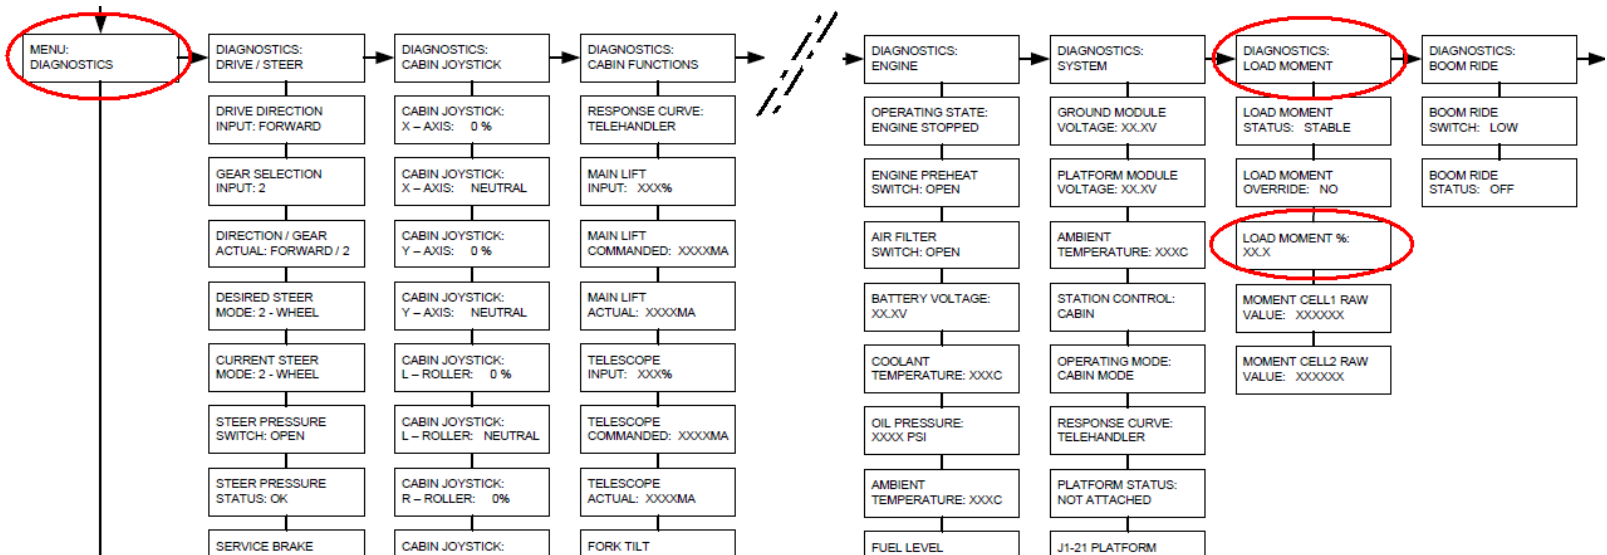 MENU:
DIAGNOSTICS
DIAGNOSTICS:
DRIVE / STEER
DRIVE DIRECTION
INPUT: FORWARD
GEAR SELECTION
INPUT: 2
DIRECTION / GEAR
ACTUAL: FORWARD / 2
DESIRED STEER
MODE: 2 - WHEEL
CURRENT STEER
MODE: 2 - WHEEL
STEER PRESSURE
SWITCH: OPEN
STEER PRESSURE
STATUS: OK
SERVICE BRAKE
DIAGNOSTICS:
CABIN JOYSTICK
CABIN JOYSTICK:
X – AXIS: 0 %
CABIN JOYSTICK:
X – AXIS: NEUTRAL
CABIN JOYSTICK:
Y – AXIS: 0 %
CABIN JOYSTICK:
Y – AXIS: NEUTRAL
CABIN JOYSTICK:
L – ROLLER: 0 %
CABIN JOYSTICK:
L – ROLLER: NEUTRAL
CABIN JOYSTICK:
R – ROLLER: 0%
CABIN JOYSTICK:
DIAGNOSTICS:
CABIN FUNCTIONS
RESPONSE CURVE:
TELEHANDLER
MAIN LIFT
INPUT: XXX%
MAIN LIFT
COMMANDED: XXXXMA
MAIN LIFT
ACTUAL: XXXXMA
TELESCOPE
INPUT: XXX%
TELESCOPE
COMMANDED: XXXXMA
TELESCOPE
ACTUAL: XXXXMA
FORK TILT
DIAGNOSTICS:
ENGINE
OPERATING STATE:
ENGINE STOPPED
ENGINE PREHEAT
SWITCH: OPEN
AIR FILTER
SWITCH: OPEN
BATTERY VOLTAGE:
XX.XV
COOLANT
TEMPERATURE: XXXC
OIL PRESSURE:
XXXX PSI
AMBIENT
TEMPERATURE: XXXC
FUEL LEVEL
DIAGNOSTICS:
SYSTEM
GROUND MODULE
VOLTAGE: XX.XV
PLATFORM MODULE
VOLTAGE: XX.XV
AMBIENT
TEMPERATURE: XXXC
STATION CONTROL:
CABIN
OPERATING MODE:
CABIN MODE
RESPONSE CURVE:
TELEHANDLER
PLATFORM STATUS:
NOT ATTACHED
J1-21 PLATFORM
DIAGNOSTICS:
LOAD MOMENT
LOAD MOMENT
STATUS: STABLE
LOAD MOMENT
OVERRIDE: NO
LOAD MOMENT %:
XX.X
MOMENT CELL1 RAW
VALUE: XXXXXX
MOMENT CELL2 RAW
VALUE: XXXXXX
DIAGNOSTICS:
BOOM RIDE
BOOM RIDE
SWITCH: LOW
BOOM RIDE
STATUS: OFF